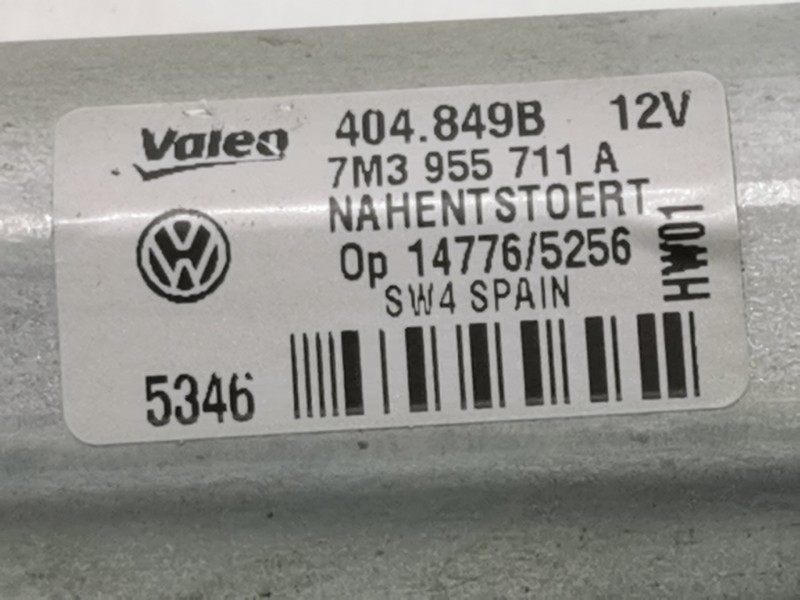 Valeo 404.849B 12V
7M3 955 711 A
NAHENTSTOERT
Op 14776/5256
SW4 SPAIN
HW01
5346